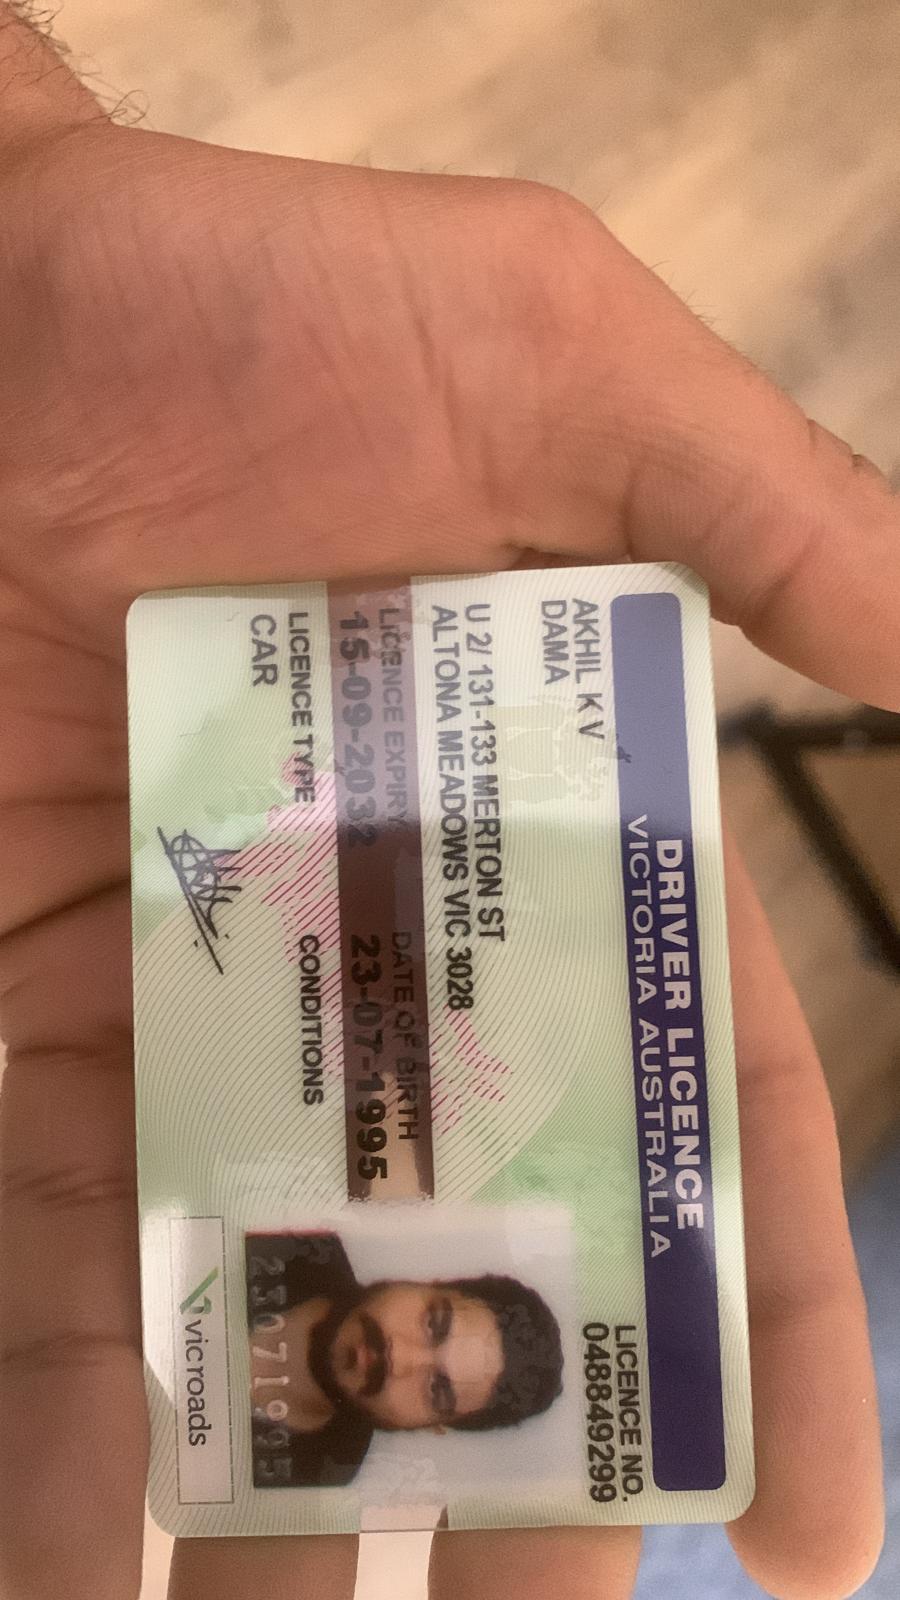 DRIVER LICENCE
VICTORIA AUSTRALIA
LICENCE NO.
048849299
AKHIL K V
DAMA
U 2/ 131-133 MERTON ST
ALTONA MEADOWS VIC 3028
LICENCE EXPIRY DATE OF BIRTH
15-09-2032 23-07-1995
LICENCE TYPE CONDITIONS
CAR
23071995
vicroads